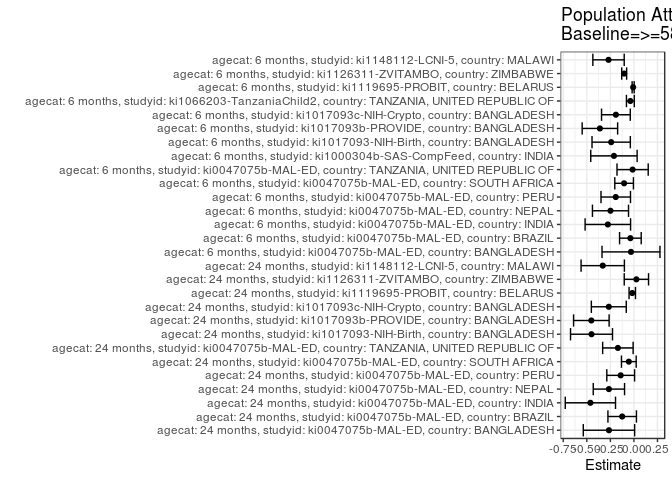 Population Att
Baseline=>=58
agecat: 6 months, studyid: ki1148112-LCNI-5, country: MALAWI
agecat: 6 months, studyid: ki1126311-ZVITAMBO, country: ZIMBABWE
agecat: 6 months, studyid: ki1119695-PROBIT, country: BELARUS
agecat: 6 months, studyid: ki1066203-TanzaniaChild2, country: TANZANIA, UNITED REPUBLIC OF
agecat: 6 months, studyid: ki1017093c-NIH-Crypto, country: BANGLADESH
agecat: 6 months, studyid: ki1017093b-PROVIDE, country: BANGLADESH
agecat: 6 months, studyid: ki1017093-NIH-Birth, country: BANGLADESH
agecat: 6 months, studyid: ki1000304b-SAS-CompFeed, country: INDIA
agecat: 6 months, studyid: ki0047075b-MAL-ED, country: TANZANIA, UNITED REPUBLIC OF
agecat: 6 months, studyid: ki0047075b-MAL-ED, country: SOUTH AFRICA
agecat: 6 months, studyid: ki0047075b-MAL-ED, country: PERU
agecat: 6 months, studyid: ki0047075b-MAL-ED, country: NEPAL
agecat: 6 months, studyid: ki0047075b-MAL-ED, country: INDIA
agecat: 6 months, studyid: ki0047075b-MAL-ED, country: BRAZIL
agecat: 6 months, studyid: ki0047075b-MAL-ED, country: BANGLADESH
agecat: 24 months, studyid: ki1148112-LCNI-5, country: MALAWI
agecat: 24 months, studyid: ki1126311-ZVITAMBO, country: ZIMBABWE
agecat: 24 months, studyid: ki1119695-PROBIT, country: BELARUS
agecat: 24 months, studyid: ki1017093c-NIH-Crypto, country: BANGLADESH
agecat: 24 months, studyid: ki1017093b-PROVIDE, country: BANGLADESH
agecat: 24 months, studyid: ki1017093-NIH-Birth, country: BANGLADESH
agecat: 24 months, studyid: ki0047075b-MAL-ED, country: TANZANIA, UNITED REPUBLIC OF
agecat: 24 months, studyid: ki0047075b-MAL-ED, country: SOUTH AFRICA
agecat: 24 months, studyid: ki0047075b-MAL-ED, country: PERU
agecat: 24 months, studyid: ki0047075b-MAL-ED, country: NEPAL
agecat: 24 months, studyid: ki0047075b-MAL-ED, country: INDIA
agecat: 24 months, studyid: ki0047075b-MAL-ED, country: BRAZIL
agecat: 24 months, studyid: ki0047075b-MAL-ED, country: BANGLADESH
-0.75 -0.50 -0.25 0.00 0.25
Estimate